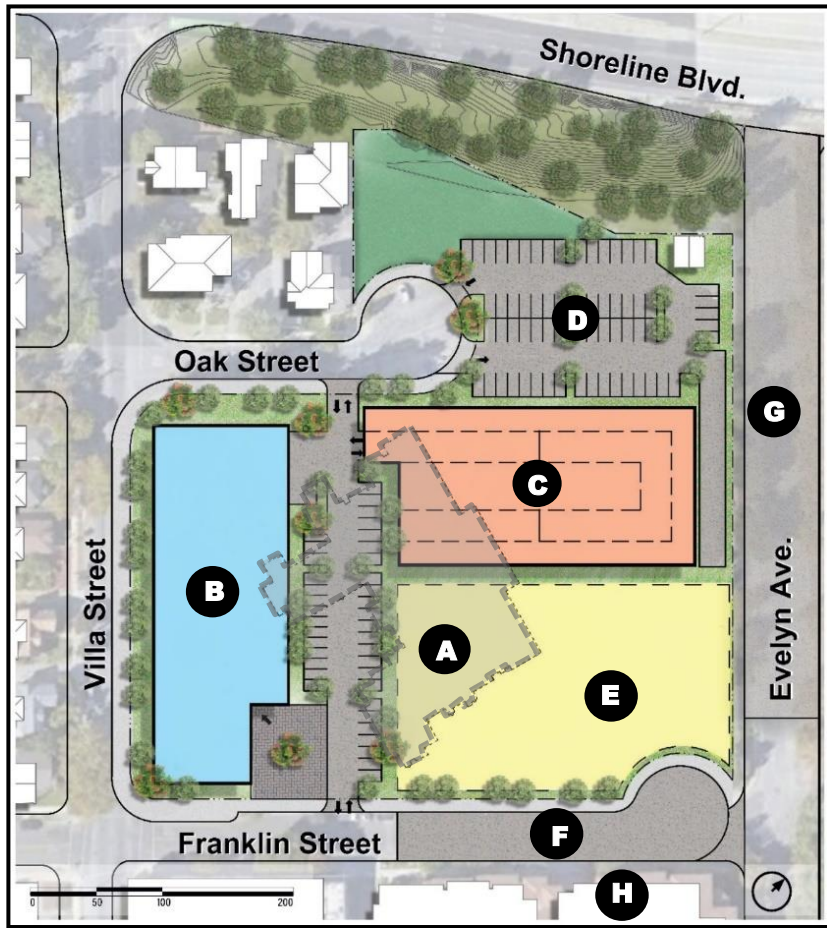 Shoreline Blvd.
Oak Street
D
G
C
B
Villa Street
A
E
Evelyn Ave.
Franklin Street
F
H
0 50 100 200